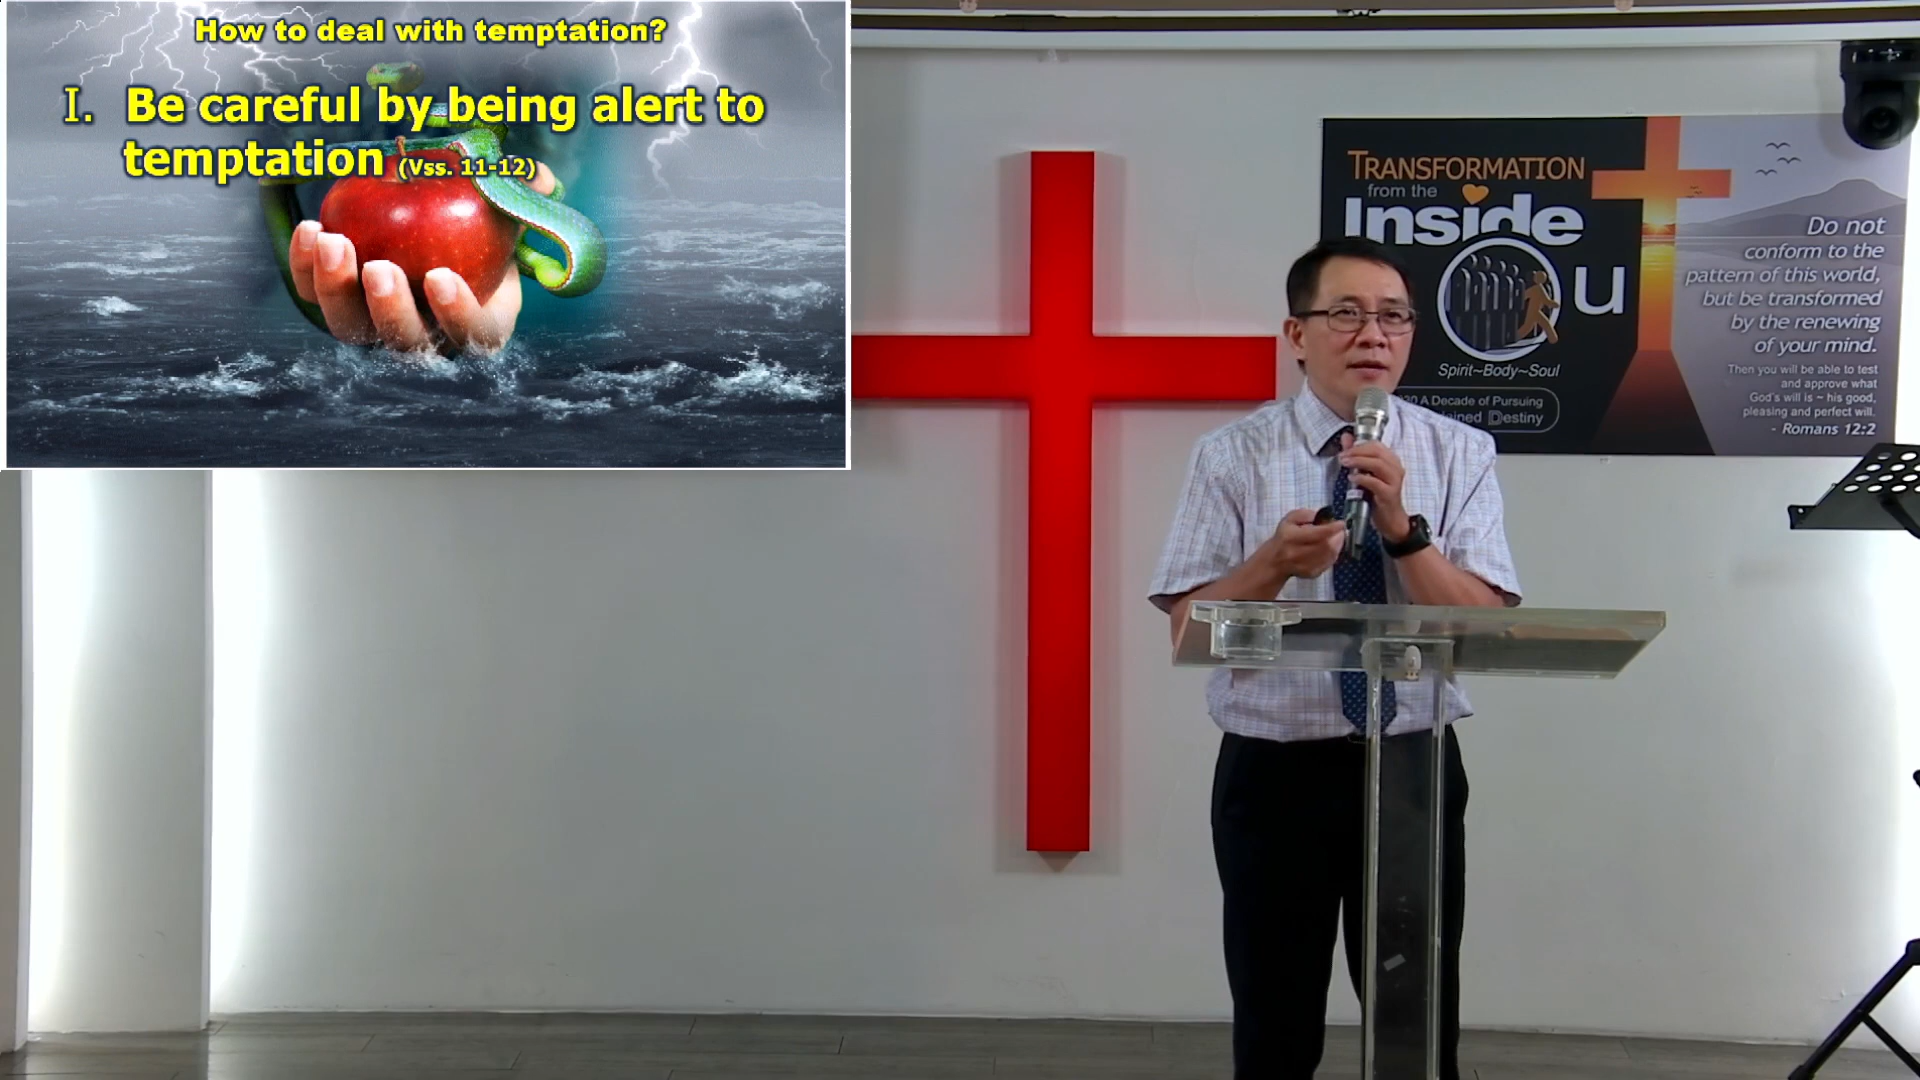 How to deal with temptation?
I. Be careful by being alert to
temptation (Vss. 11-12)
TRANSFORMATION
from the
Inside
Ou
Spirit~Body~Soul
A Decade of Pursuing
Destiny
Do not
conform to the
pattern of this world,
but be transformed
by the renewing
of your mind.
Then you will be able to test
and approve what
God's will is ~ his good,
pleasing and perfect will.
- Romans 12:2